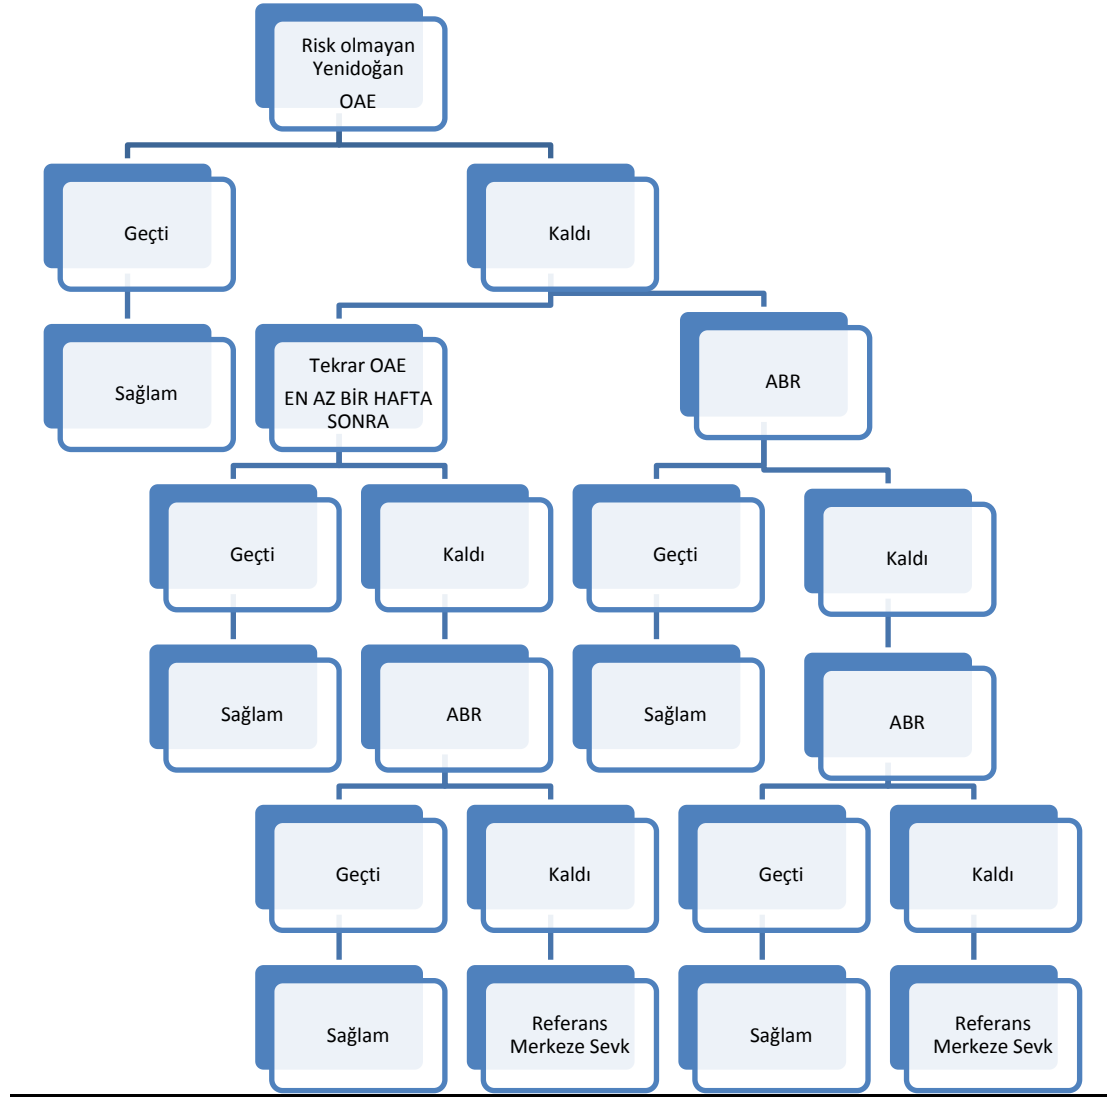 Risk olmayan
Yenidoğan
OAE
Geçti
Kaldı
Sağlam
Tekrar OAE
EN AZ BİR HAFTA
SONRA
ABR
Geçti
Kaldı
Geçti
Kaldı
Sağlam
ABR
Sağlam
ABR
Geçti
Kaldı
Geçti
Kaldı
Sağlam
Referans
Merkeze Sevk
Sağlam
Referans
Merkeze Sevk